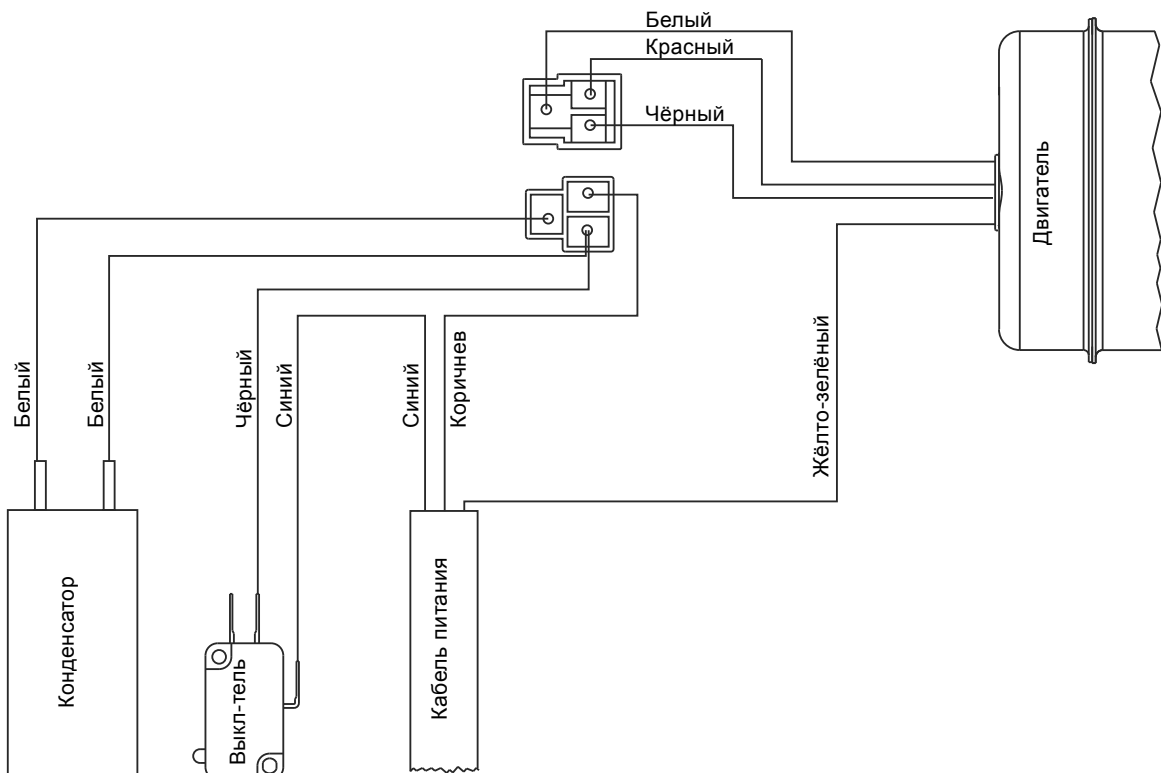 Белый
Красный
Чёрный
Двигатель
Белый
Белый
Чёрный
Синий
Синий
Коричнев
Жёлто-зелёный
Конденсатор
Выкл-тель
Кабель питания